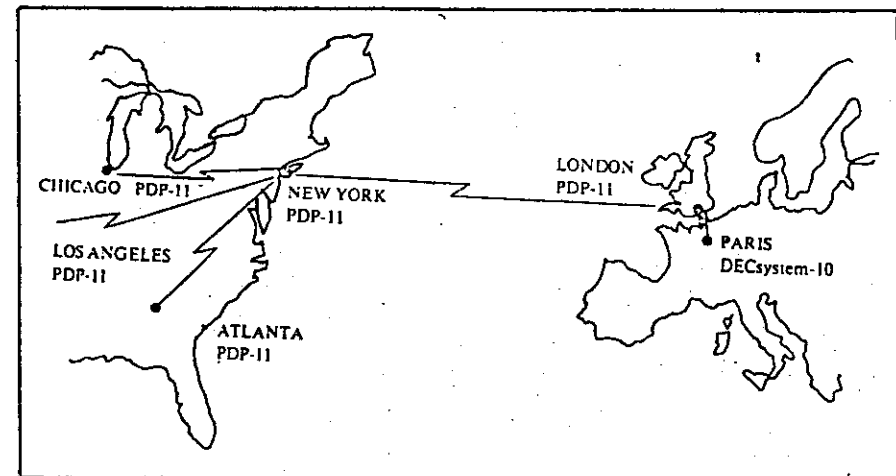 CHICAGO PDP-11
NEW YORK
PDP-11
LOS ANGELES
PDP-11
ATLANTA
PDP-11
LONDON
PDP-11
PARIS
DECsystem-10